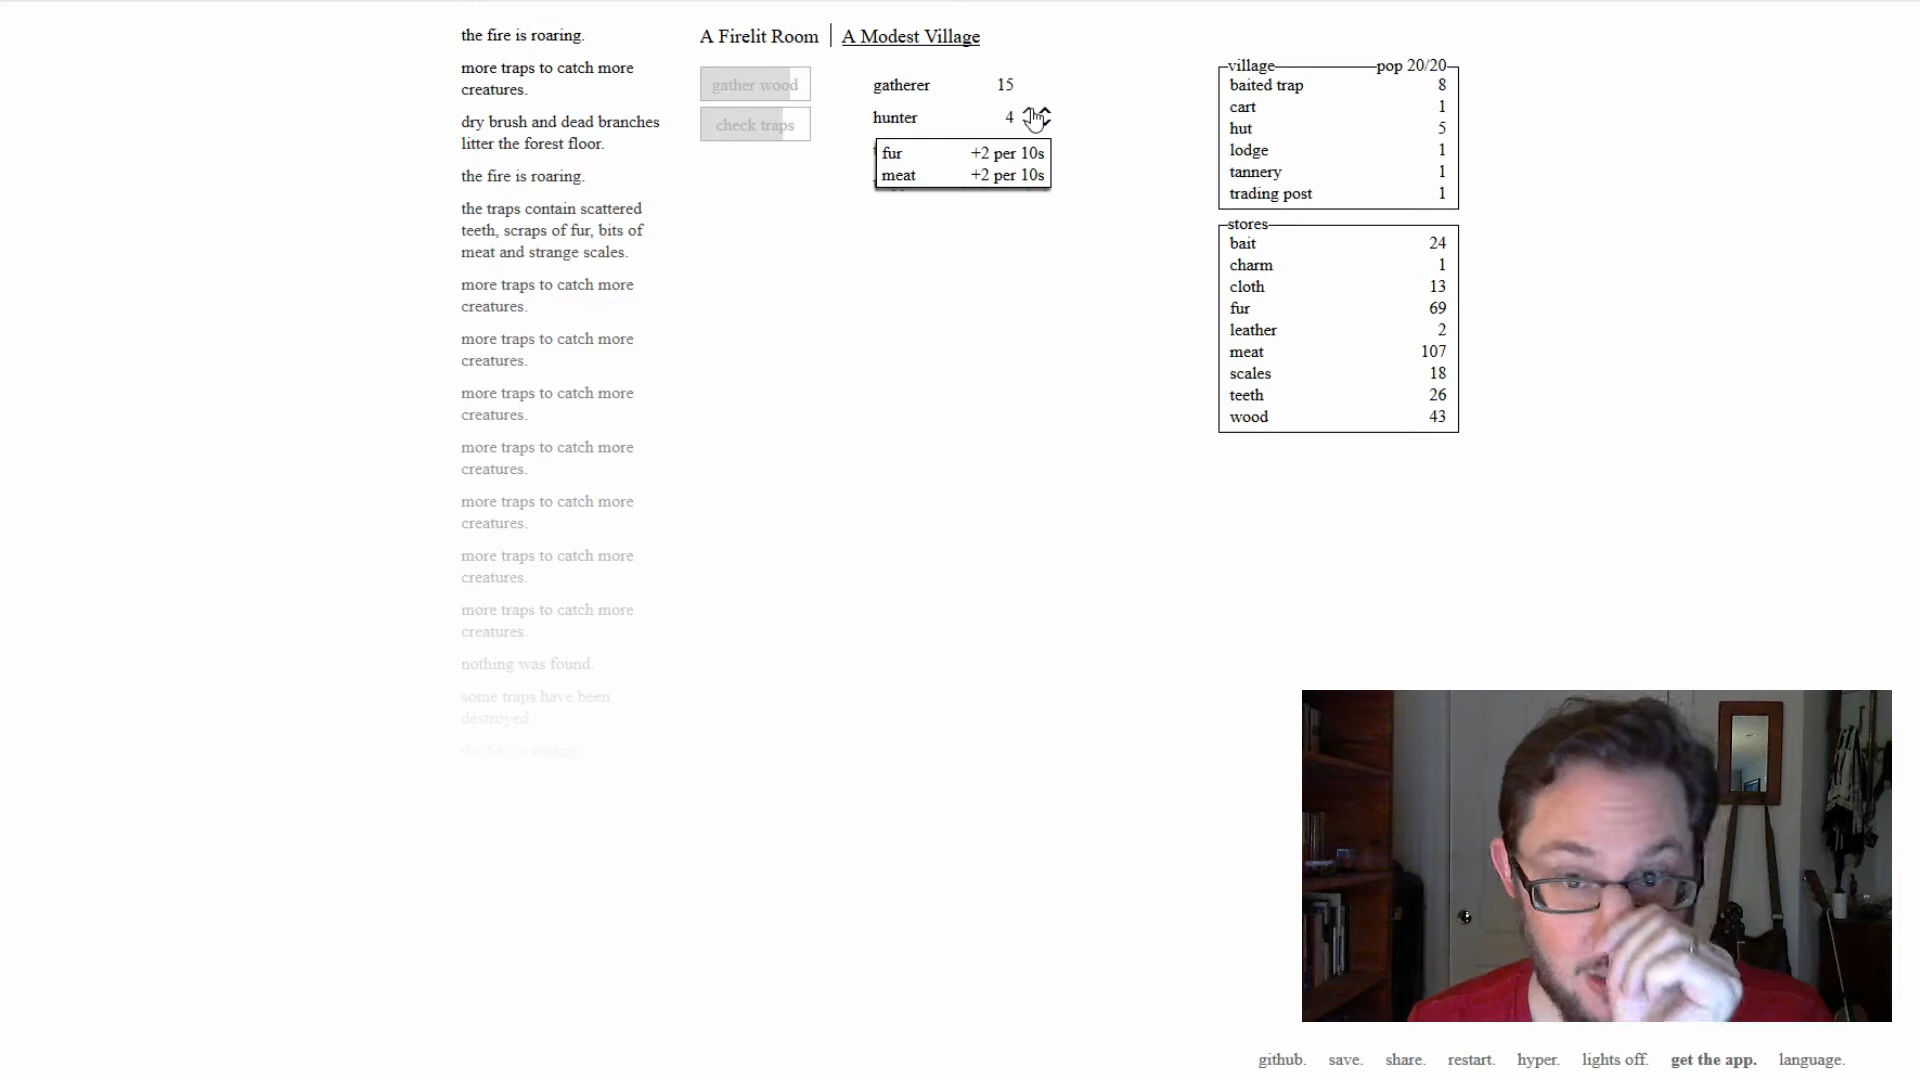 the fire is roaring.
more traps to catch more
creatures.
dry brush and dead branches
litter the forest floor.
the fire is roaring.
the traps contain scattered
teeth, scraps of fur, bits of
meat and strange scales.
more traps to catch more
creatures.
more traps to catch more
creatures.
more traps to catch more
creatures.
more traps to catch more
creatures.
more traps to catch more
creatures.
more traps to catch more
creatures.
more traps to catch more
creatures.
nothing was found.
some traps have been
destroyed.
A Firelit Room | A Modest Village
gather wood
check traps
gatherer 15
hunter 4
fur +2 per 10s
meat +2 per 10s
village pop 20/20
baited trap 8
cart 1
hut 5
lodge 1
tannery 1
trading post 1
stores
bait 24
charm 1
cloth 13
fur 69
leather 2
meat 107
scales 18
teeth 26
wood 43
github. save. share. restart. hyper. lights off. get the app. language.